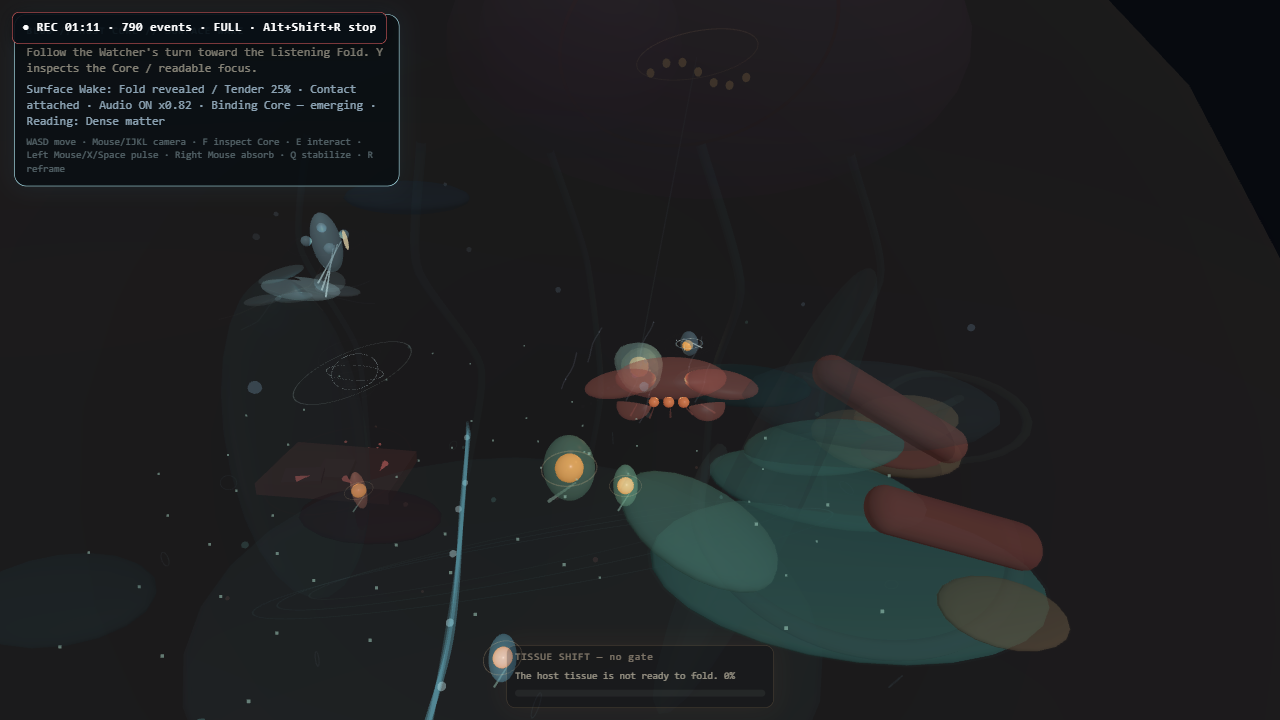 ● REC 01:11 · 790 events · FULL · Alt+Shift+R stop
Follow the Watcher's turn toward the Listening Fold. Y
inspects the Core / readable focus.
Surface Wake: Fold revealed / Tender 25% · Contact
attached · Audio ON x0.82 · Binding Core — emerging ·
Reading: Dense matter
WASD move · Mouse/IJKL camera · F inspect Core · E interact ·
Left Mouse/X/Space pulse · Right Mouse absorb · Q stabilize · R
reframe
TISSUE SHIFT — no gate
The host tissue is not ready to fold. 0%